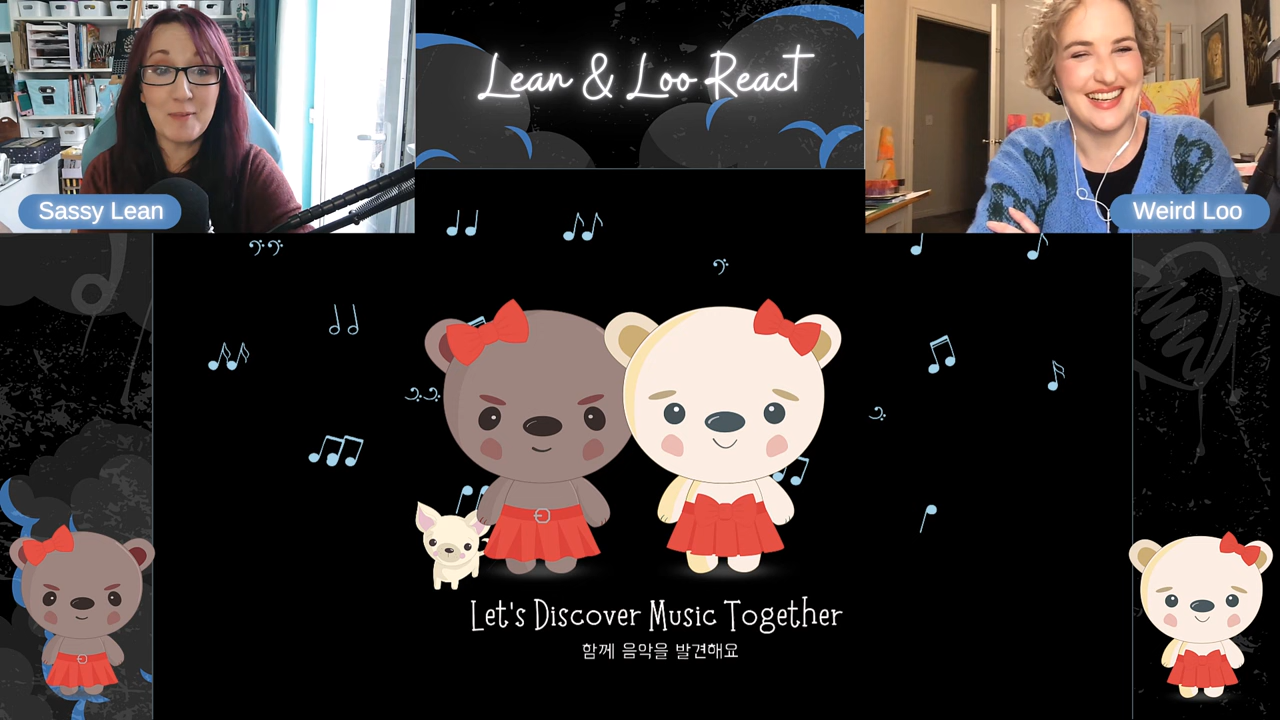 Lean & Loo React
Sassy Lean
Weird Loo
Let's Discover Music Together
함께 음악을 발견해요